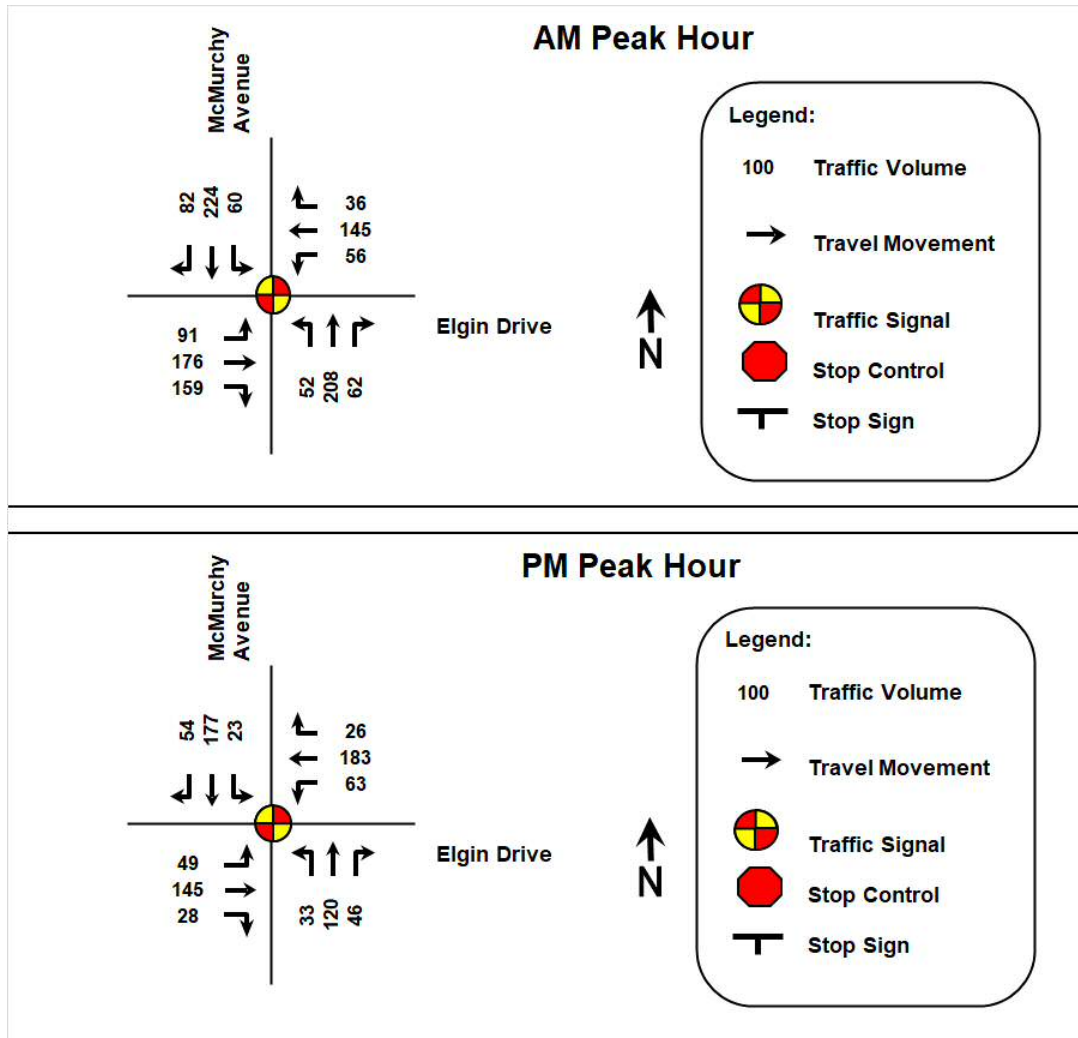 AM Peak Hour
McMurchy
Avenue
82 224 60
36
145
56
91
176
159
52 208 62
Elgin Drive
N
Legend:
100 Traffic Volume
Travel Movement
Traffic Signal
Stop Control
Stop Sign
PM Peak Hour
McMurchy
Avenue
54 177 23
26
183
63
49
145
28
33 120 46
Elgin Drive
N
Legend:
100 Traffic Volume
Travel Movement
Traffic Signal
Stop Control
Stop Sign